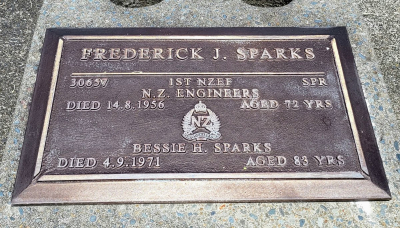 FREDERICK J. SPARKS
30657 1ST NZEF SPR
N.Z. ENGINEERS
DIED 14.8.1956 AGED 72 YRS
NZ
BESSIE H. SPARKS
DIED 4.9.1971 AGED 83 YRS